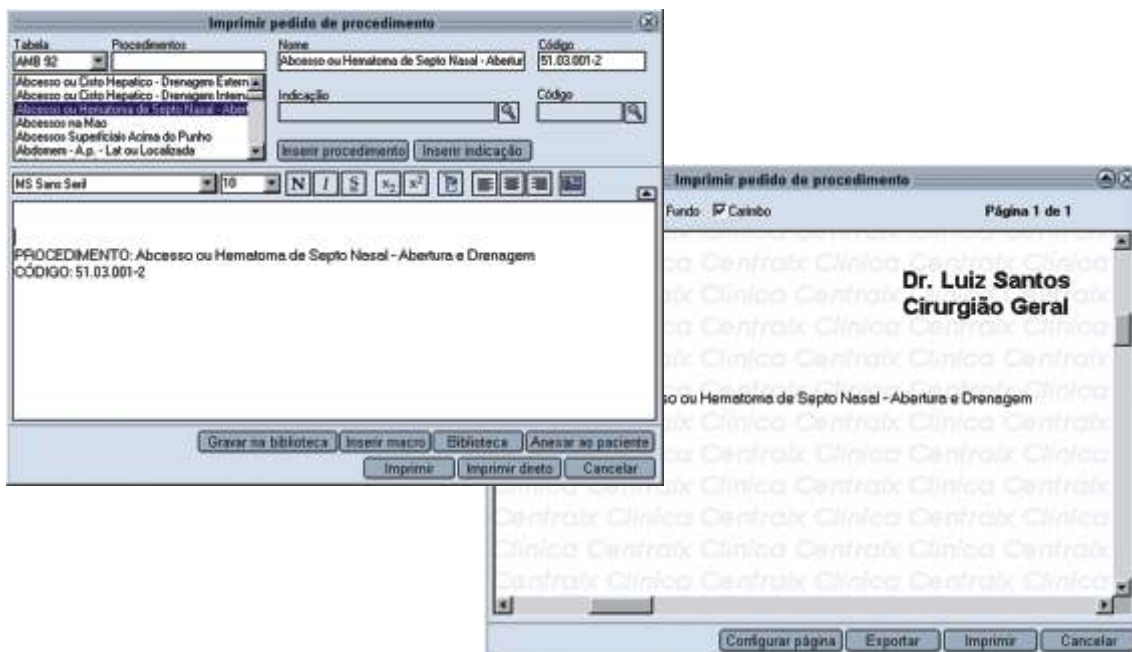 Imprimir pedido de procedimento
Tabela Procedimentos Nome Código
AMB 92 Abcesso ou Hematoma de Septo Nasal - Abertur 51.03.001-2
Abcesso ou Cisto Hepatico - Drenagem Extern
Abcesso ou Cisto Hepatico - Drenagem Intern
Abcesso ou Hematoma de Septo Nasal - Aber
Abcessos na Mao
Abcessos Superficiais Acima do Punho
Abdomem - A.p. - Lat ou Localizada
Indicação Código
Inserir procedimento Inserir indicação
MS Sans Serif 10 N I S x2 x²
PROCEDIMENTO: Abcesso ou Hematoma de Septo Nasal - Abertura e Drenagem
CÓDIGO: 51.03.001-2
Gravar na biblioteca Inserir macro Biblioteca Anexar ao paciente
Imprimir Imprimir direto Cancelar
Imprimir pedido de procedimento
Fundo Carimbo Página 1 de 1
Dr. Luiz Santos
Cirurgião Geral
so ou Hematoma de Septo Nasal - Abertura e Drenagem
Centralx Clínica Centralx Clínica Centralx Clínica
Configurar página Exportar Imprimir Cancelar